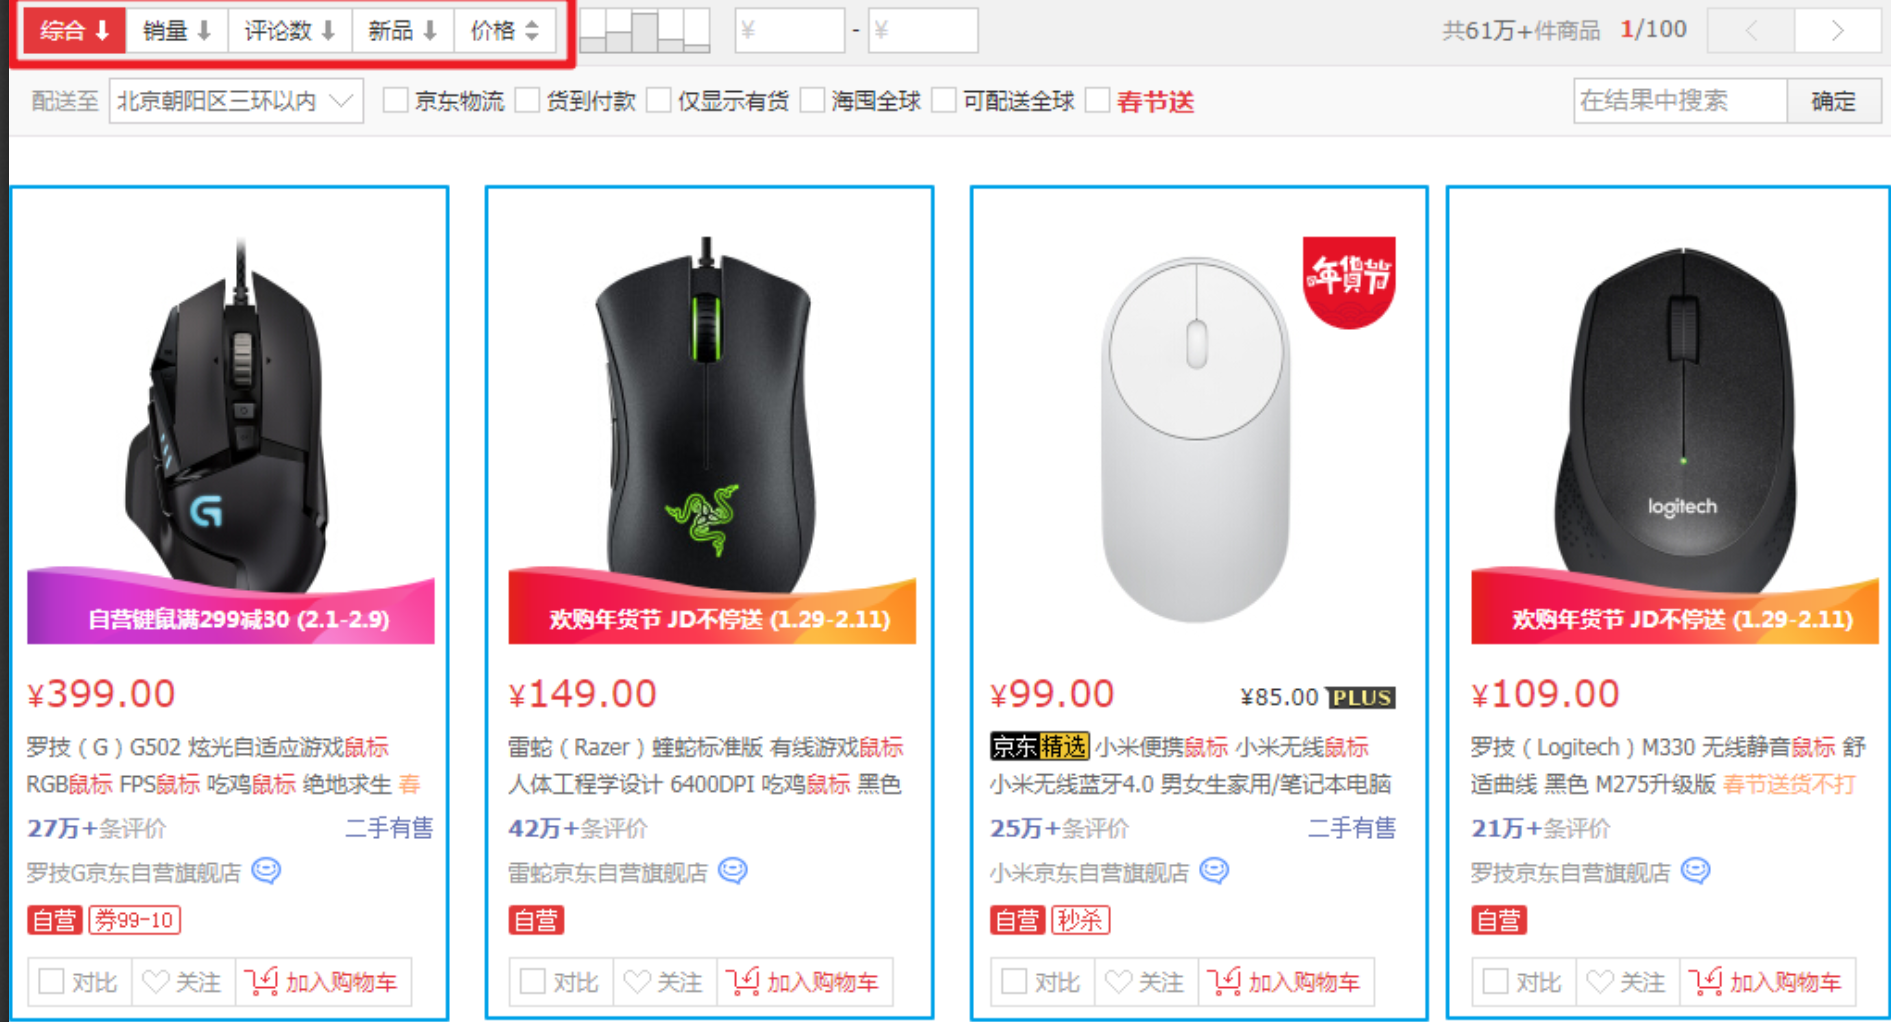 综合 销量 评论数 新品 价格 ¥ - ¥ 共61万+件商品 1/100 < >
配送至 北京朝阳区三环以内 京东物流 货到付款 仅显示有货 海囤全球 可配送全球 春节送 在结果中搜索 确定
G
自营键鼠满299减30 (2.1-2.9)
¥399.00
罗技（G）G502 炫光自适应游戏鼠标
RGB鼠标 FPS鼠标 吃鸡鼠标 绝地求生 春
27万+条评价 二手有售
罗技G京东自营旗舰店
自营 券99-10
对比 关注 加入购物车
欢购年货节 JD不停送 (1.29-2.11)
¥149.00
雷蛇（Razer）蝰蛇标准版 有线游戏鼠标
人体工程学设计 6400DPI 吃鸡鼠标 黑色
42万+条评价
雷蛇京东自营旗舰店
自营
对比 关注 加入购物车
年貨节
¥99.00 ¥85.00 PLUS
京东精选 小米便携鼠标 小米无线鼠标
小米无线蓝牙4.0 男女生家用/笔记本电脑
25万+条评价 二手有售
小米京东自营旗舰店
自营 秒杀
对比 关注 加入购物车
logitech
欢购年货节 JD不停送 (1.29-2.11)
¥109.00
罗技（Logitech）M330 无线静音鼠标 舒
适曲线 黑色 M275升级版 春节送货不打
21万+条评价
罗技京东自营旗舰店
自营
对比 关注 加入购物车